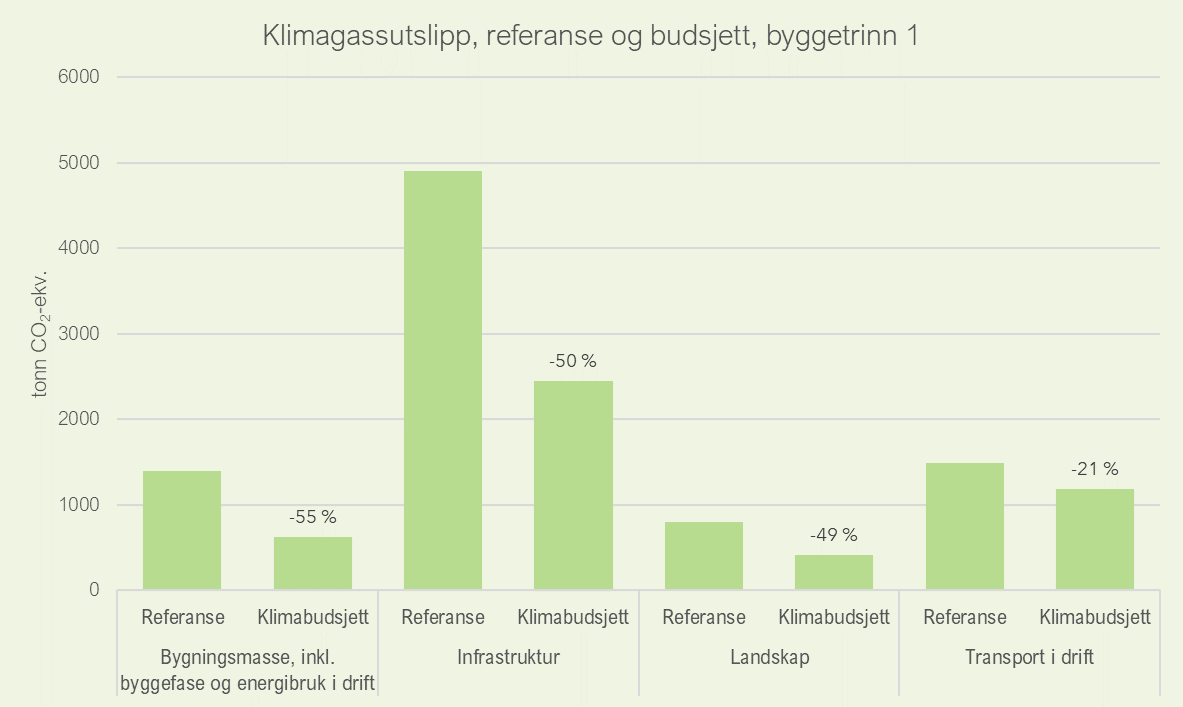 Klimagassutslipp, referanse og budsjett, byggetrinn 1
6000
5000
4000
3000
2000
1000
0
tonn CO₂-ekv.
-55 %
-50 %
-49 %
-21 %
Referanse Klimabudsjett Referanse Klimabudsjett Referanse Klimabudsjett Referanse Klimabudsjett
Bygningsmasse, inkl.
byggefase og energibruk i drift
Infrastruktur
Landskap
Transport i drift